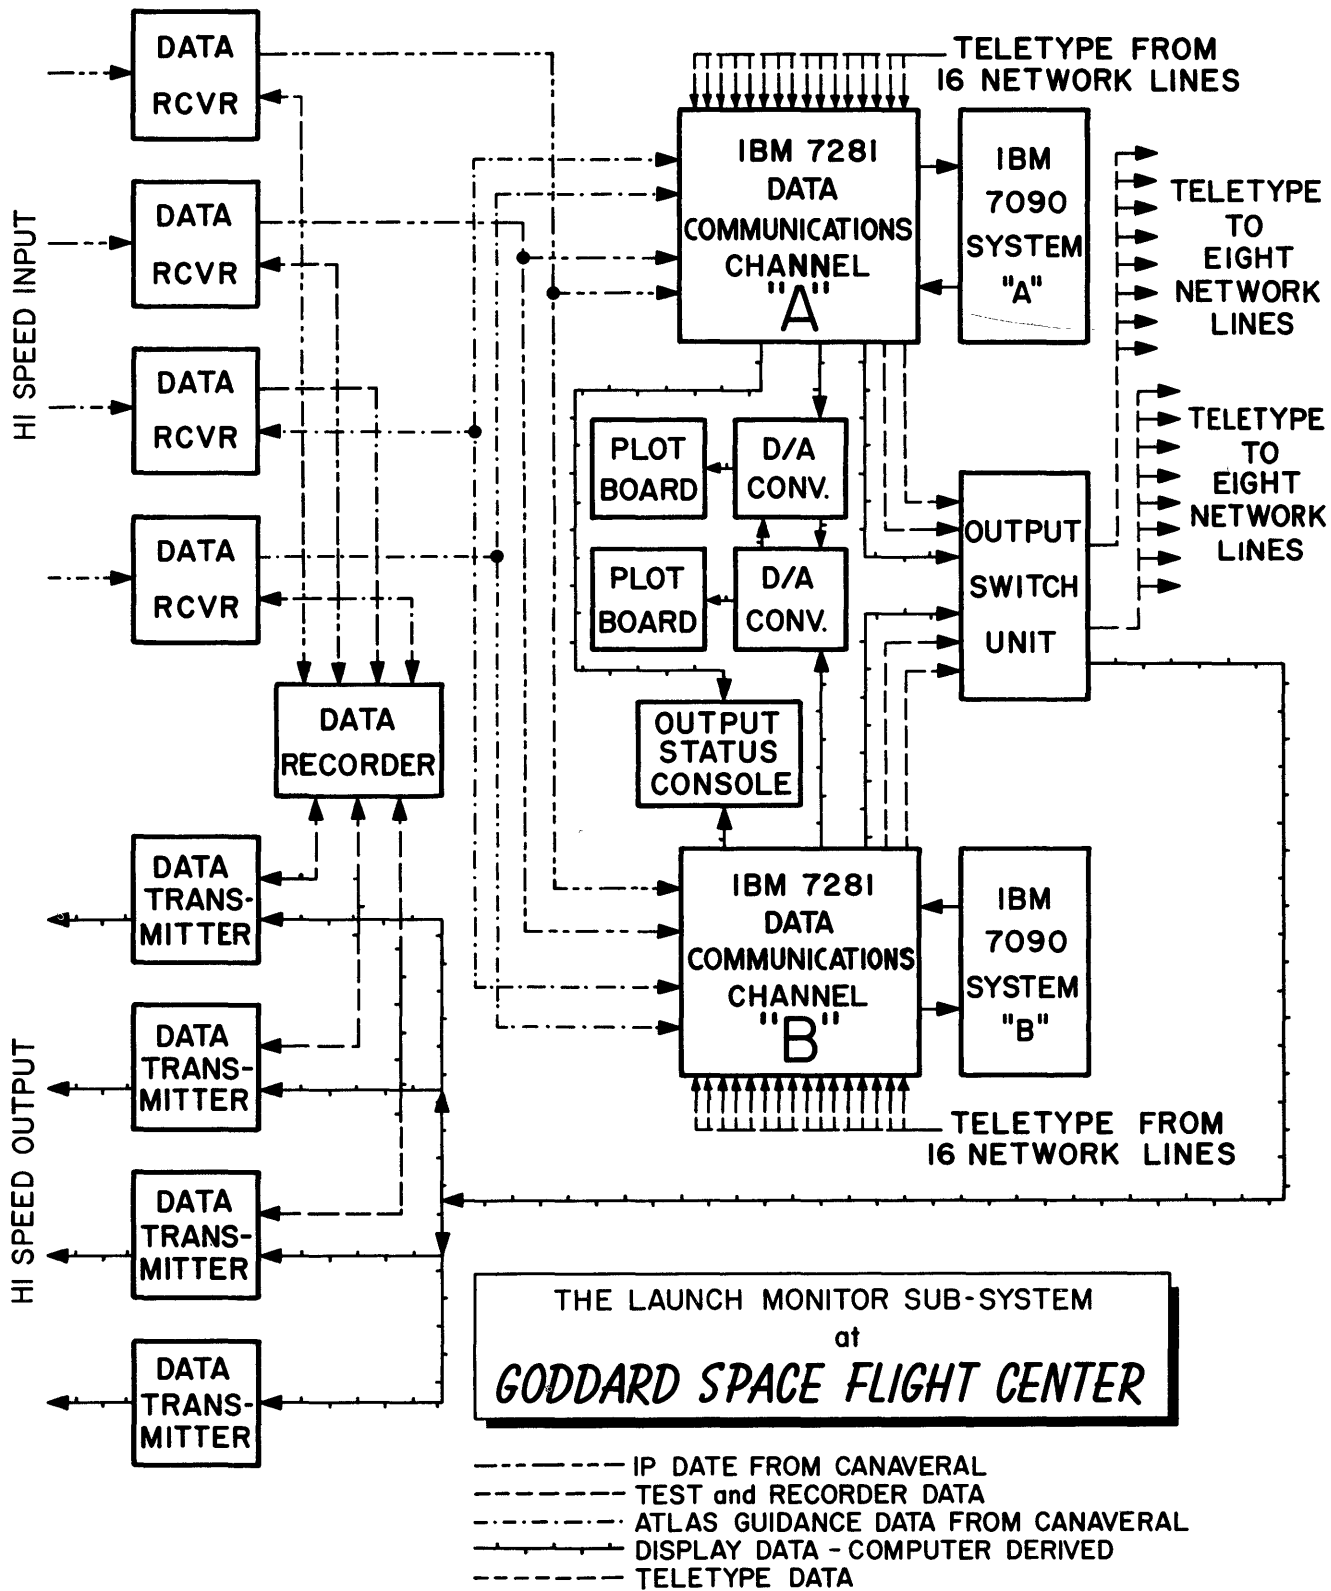 DATA
RCVR
DATA
RCVR
DATA
RCVR
DATA
RCVR
HI SPEED INPUT
DATA
RECORDER
DATA
TRANS-
MITTER
DATA
TRANS-
MITTER
DATA
TRANS-
MITTER
DATA
TRANS-
MITTER
HI SPEED OUTPUT
TELETYPE FROM
16 NETWORK LINES
IBM 7281
DATA
COMMUNICATIONS
CHANNEL
"A"
IBM
7090
SYSTEM
"A"
TELETYPE
TO
EIGHT
NETWORK
LINES
TELETYPE
TO
EIGHT
NETWORK
LINES
PLOT
BOARD
D/A
CONV.
PLOT
BOARD
D/A
CONV.
OUTPUT
SWITCH
UNIT
OUTPUT
STATUS
CONSOLE
IBM 7281
DATA
COMMUNICATIONS
CHANNEL
"B"
IBM
7090
SYSTEM
"B"
TELETYPE FROM
16 NETWORK LINES
THE LAUNCH MONITOR SUB-SYSTEM
at
GODDARD SPACE FLIGHT CENTER
IP DATE FROM CANAVERAL
TEST and RECORDER DATA
ATLAS GUIDANCE DATA FROM CANAVERAL
DISPLAY DATA - COMPUTER DERIVED
TELETYPE DATA